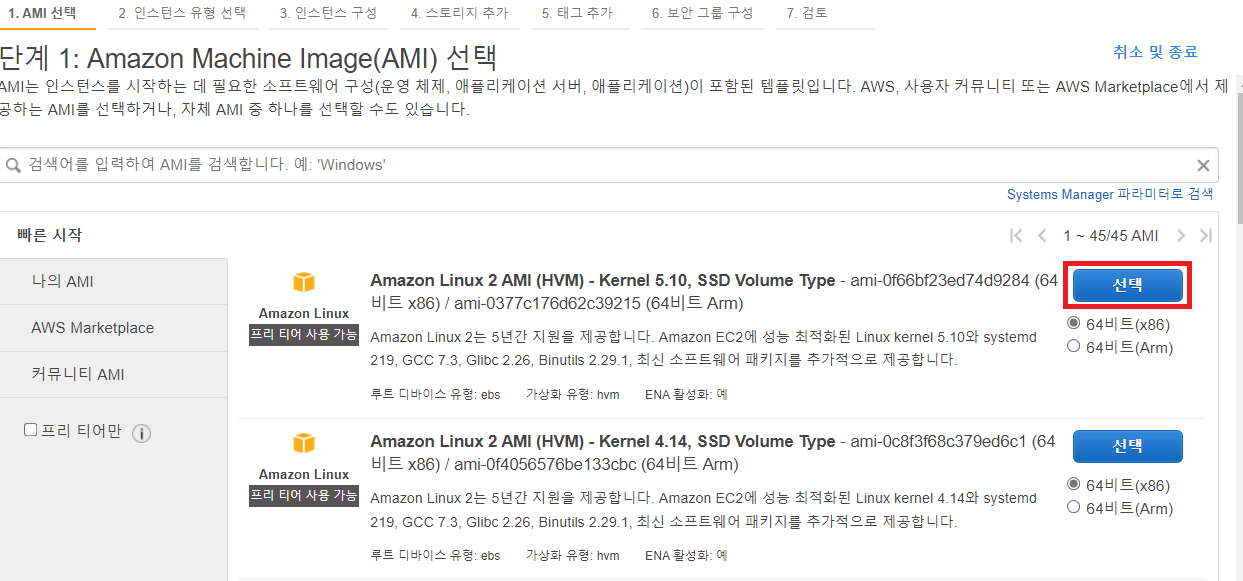 1. AMI 선택 2. 인스턴스 유형 선택 3. 인스턴스 구성 4. 스토리지 추가 5. 태그 추가 6. 보안 그룹 구성 7. 검토
단계 1: Amazon Machine Image(AMI) 선택
취소 및 종료
AMI는 인스턴스를 시작하는 데 필요한 소프트웨어 구성(운영 체제, 애플리케이션 서버, 애플리케이션)이 포함된 템플릿입니다. AWS, 사용자 커뮤니티 또는 AWS Marketplace에서 제
공하는 AMI를 선택하거나, 자체 AMI 중 하나를 선택할 수도 있습니다.
검색어를 입력하여 AMI를 검색합니다. 예: 'Windows'
Systems Manager 파라미터로 검색
빠른 시작
1 ~ 45/45 AMI
나의 AMI
AWS Marketplace
커뮤니티 AMI
프리 티어만
Amazon Linux
프리 티어 사용 가능
Amazon Linux 2 AMI (HVM) - Kernel 5.10, SSD Volume Type - ami-0f66bf23ed74d9284 (64
비트 x86) / ami-0377c176d62c39215 (64비트 Arm)
Amazon Linux 2는 5년간 지원을 제공합니다. Amazon EC2에 성능 최적화된 Linux kernel 5.10와 systemd
219, GCC 7.3, Glibc 2.26, Binutils 2.29.1, 최신 소프트웨어 패키지를 추가적으로 제공합니다.
루트 디바이스 유형: ebs 가상화 유형: hvm ENA 활성화: 예
선택
64비트(x86)
64비트(Arm)
Amazon Linux
프리 티어 사용 가능
Amazon Linux 2 AMI (HVM) - Kernel 4.14, SSD Volume Type - ami-0c8f3f68c379ed6c1 (64
비트 x86) / ami-0f4056576be133cbc (64비트 Arm)
Amazon Linux 2는 5년간 지원을 제공합니다. Amazon EC2에 성능 최적화된 Linux kernel 4.14와 systemd
219, GCC 7.3, Glibc 2.26, Binutils 2.29.1, 최신 소프트웨어 패키지를 추가적으로 제공합니다.
루트 디바이스 유형: ebs 가상화 유형: hvm ENA 활성화: 예
선택
64비트(x86)
64비트(Arm)